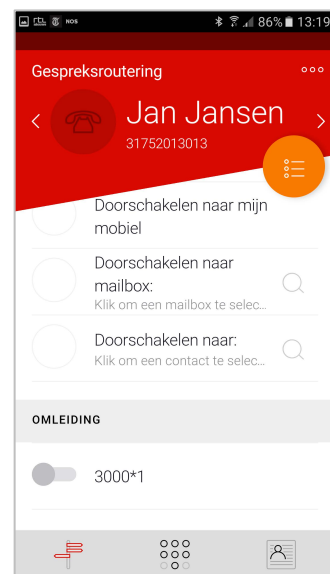 NOS 86% 13:19
Gespreksroutering
Jan Jansen
31752013013
Doorschakelen naar mijn
mobiel
Doorschakelen naar
mailbox:
Klik om een mailbox te selec...
Doorschakelen naar:
Klik om een contact te selec...
OMLEIDING
3000*1